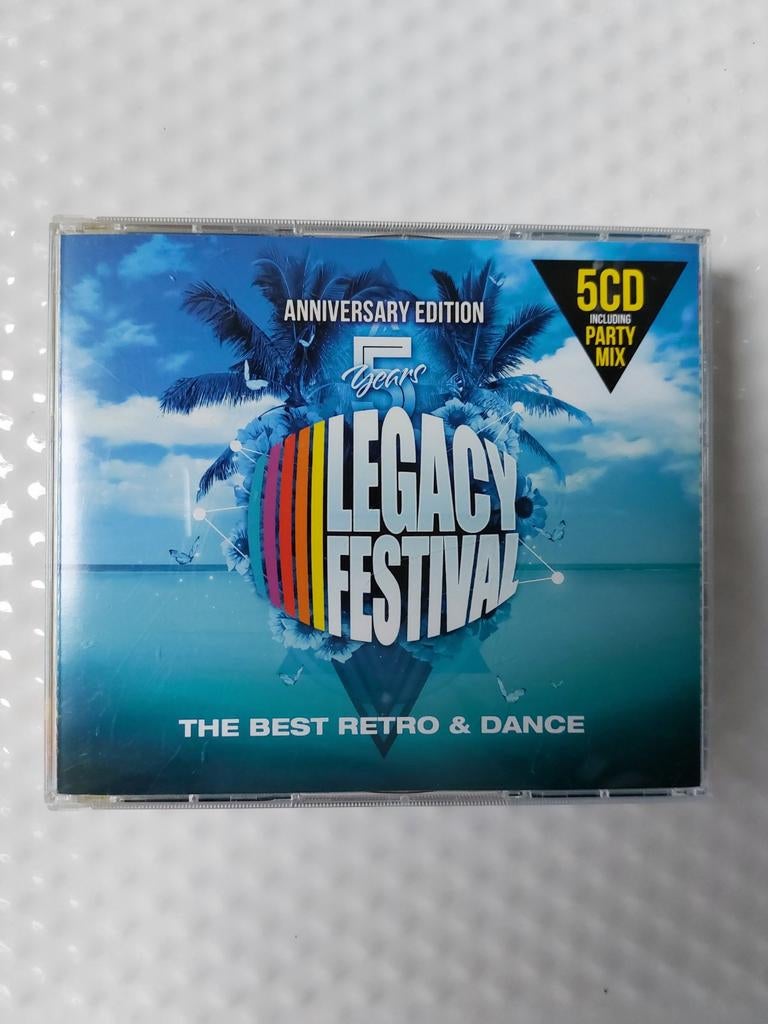 ANNIVERSARY EDITION
5
Years
LEGACY
FESTIVAL
THE BEST RETRO & DANCE
5CD
INCLUDING
PARTY
MIX